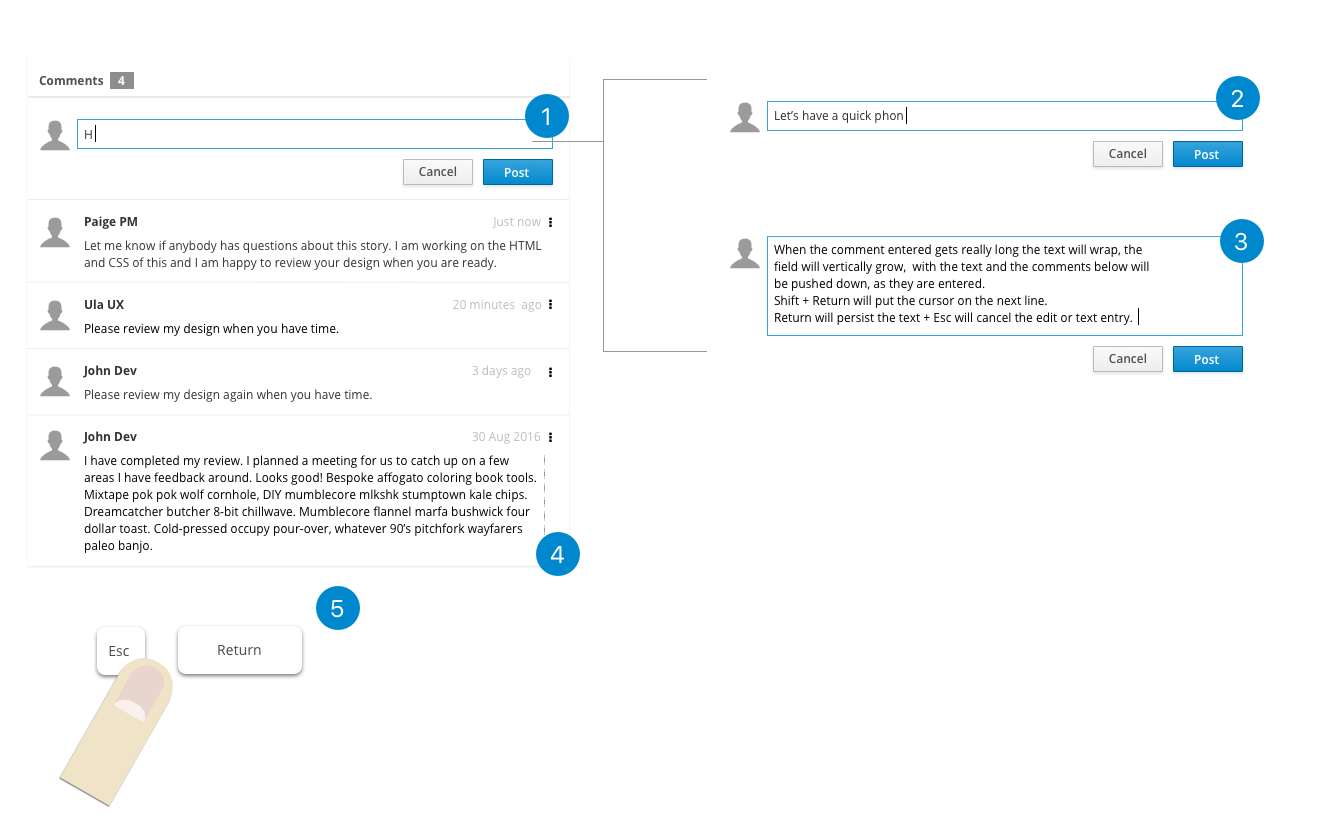 Comments 4
1
H
Cancel Post
Paige PM Just now
Let me know if anybody has questions about this story. I am working on the HTML
and CSS of this and I am happy to review your design when you are ready.
Ula UX 20 minutes ago
Please review my design when you have time.
John Dev 3 days ago
Please review my design again when you have time.
John Dev 30 Aug 2016
I have completed my review. I planned a meeting for us to catch up on a few
areas I have feedback around. Looks good! Bespoke affogato coloring book tools.
Mixtape pok pok wolf cornhole, DIY mumblecore mlkshk stumptown kale chips.
Dreamcatcher butcher 8-bit chillwave. Mumblecore flannel marfa bushwick four
dollar toast. Cold-pressed occupy pour-over, whatever 90's pitchfork wayfarers
paleo banjo.
4
2
Let's have a quick phon
Cancel Post
3
When the comment entered gets really long the text will wrap, the
field will vertically grow, with the text and the comments below will
be pushed down, as they are entered.
Shift + Return will put the cursor on the next line.
Return will persist the text + Esc will cancel the edit or text entry.
Cancel Post
5
Esc Return